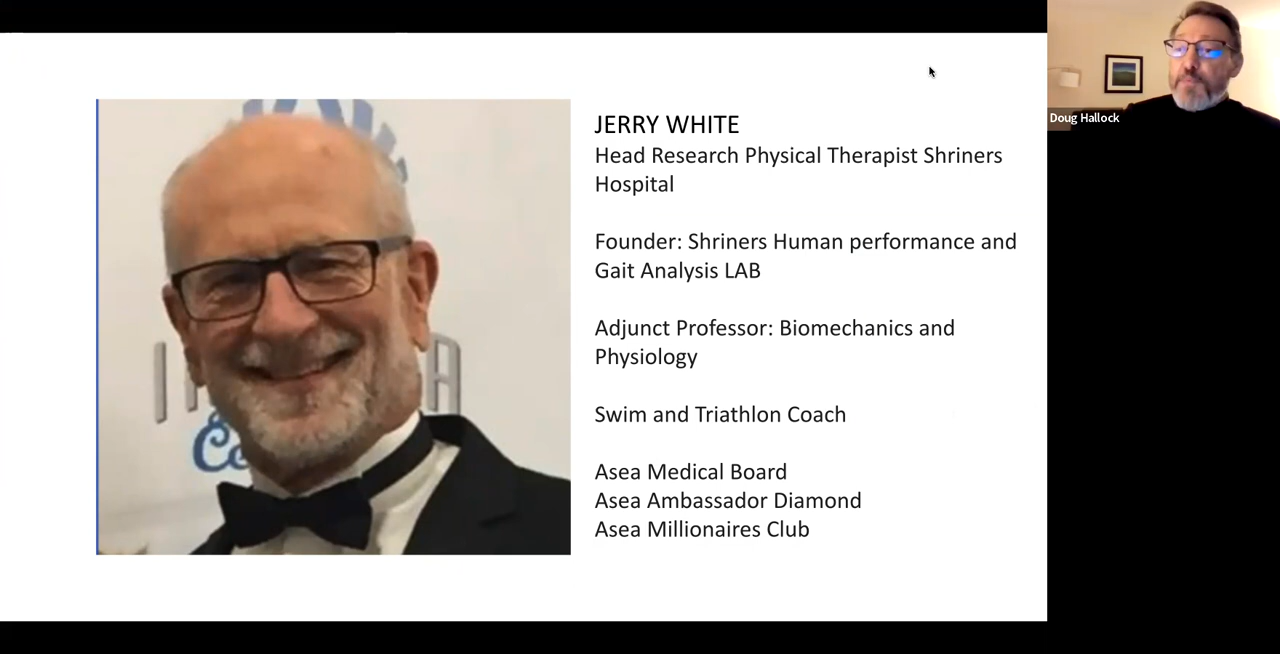 JERRY WHITE
Head Research Physical Therapist Shriners
Hospital
Founder: Shriners Human performance and
Gait Analysis LAB
Adjunct Professor: Biomechanics and
Physiology
Swim and Triathlon Coach
Asea Medical Board
Asea Ambassador Diamond
Asea Millionaires Club
Doug Hallock